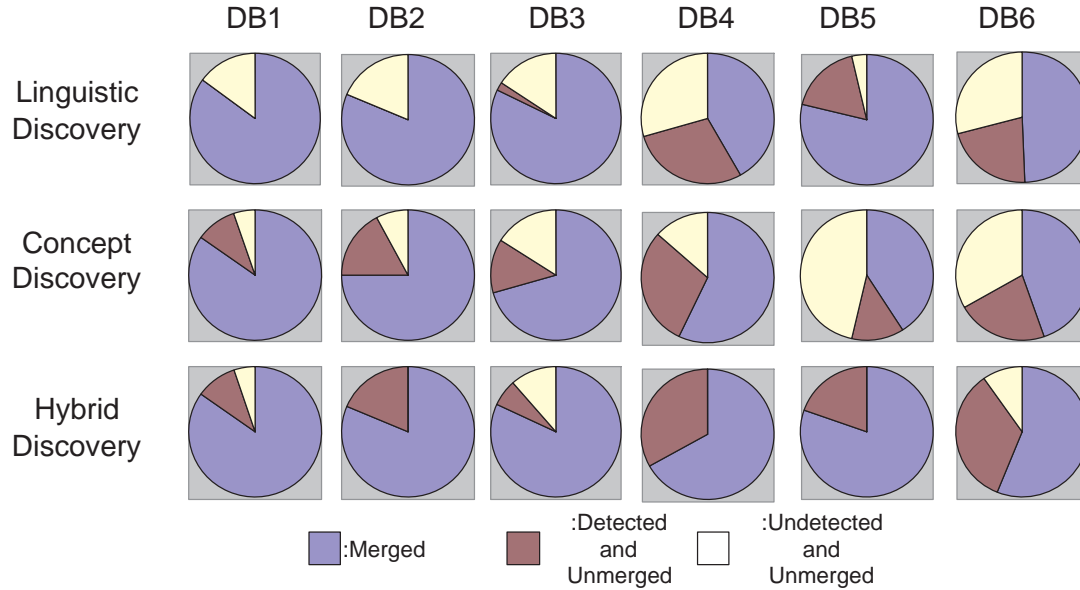 DB1 DB2 DB3 DB4 DB5 DB6
Linguistic
Discovery
Concept
Discovery
Hybrid
Discovery
:Merged
:Detected
and
Unmerged
:Undetected
and
Unmerged